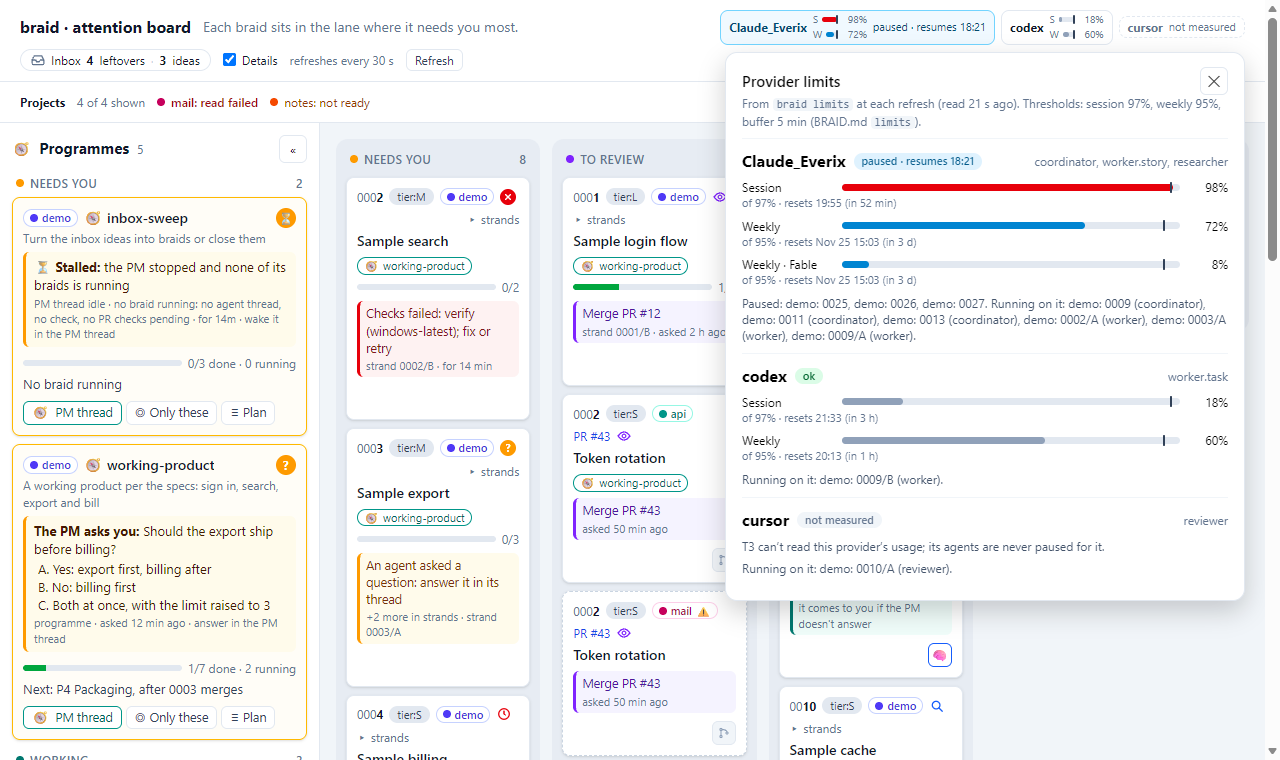 braid · attention board
Each braid sits in the lane where it needs you most.
Claude_Everix S 98% W 72% paused · resumes 18:21
codex S 18% W 60%
cursor not measured
Inbox 4 leftovers · 3 ideas
Details
refreshes every 30 s
Refresh
Projects 4 of 4 shown mail: read failed notes: not ready
Programmes 5 «
NEEDS YOU 2
demo inbox-sweep
Turn the inbox ideas into braids or close them
Stalled: the PM stopped and none of its
braids is running
PM thread idle · no braid running: no agent thread,
no check, no PR checks pending · for 14m · wake it
in the PM thread
0/3 done · 0 running
No braid running
PM thread Only these Plan
demo working-product ?
A working product per the specs: sign in, search,
export and bill
The PM asks you: Should the export ship
before billing?
A. Yes: export first, billing after
B. No: billing first
C. Both at once, with the limit raised to 3
programme · asked 12 min ago · answer in the PM
thread
1/7 done · 2 running
Next: P4 Packaging, after 0003 merges
PM thread Only these Plan
WORKING
NEEDS YOU 8
0002 tier:M demo
strands
Sample search
working-product
0/2
Checks failed: verify
(windows-latest); fix or
retry
strand 0002/B · for 14 min
0003 tier:M demo ?
strands
Sample export
working-product
0/3
An agent asked a
question: answer it in its
thread
+2 more in strands · strand
0003/A
0004 tier:S demo
strands
Sample billing
TO REVIEW
0001 tier:L demo
strands
Sample login flow
working-product
Merge PR #12
strand 0001/B · asked 2 h ago
0002 tier:S api
PR #43
Token rotation
working-product
Merge PR #43
asked 50 min ago
0002 tier:S mail
PR #43
Token rotation
Merge PR #43
asked 50 min ago
it comes to you if the PM
doesn't answer
0010 tier:S demo
strands
Sample cache
Provider limits
From braid limits at each refresh (read 21 s ago). Thresholds: session 97%, weekly 95%,
buffer 5 min (BRAID.md limits ).
Claude_Everix paused · resumes 18:21 coordinator, worker.story, researcher
Session 98%
of 97% · resets 19:55 (in 52 min)
Weekly 72%
of 95% · resets Nov 25 15:03 (in 3 d)
Weekly · Fable 8%
of 95% · resets Nov 25 15:03 (in 3 d)
Paused: demo: 0025, demo: 0026, demo: 0027. Running on it: demo: 0009 (coordinator),
demo: 0011 (coordinator), demo: 0013 (coordinator), demo: 0002/A (worker), demo: 0003/A
(worker), demo: 0009/A (worker).
codex ok worker.task
Session 18%
of 97% · resets 21:33 (in 3 h)
Weekly 60%
of 95% · resets 20:13 (in 1 h)
Running on it: demo: 0009/B (worker).
cursor not measured reviewer
T3 can't read this provider's usage; its agents are never paused for it.
Running on it: demo: 0010/A (reviewer).